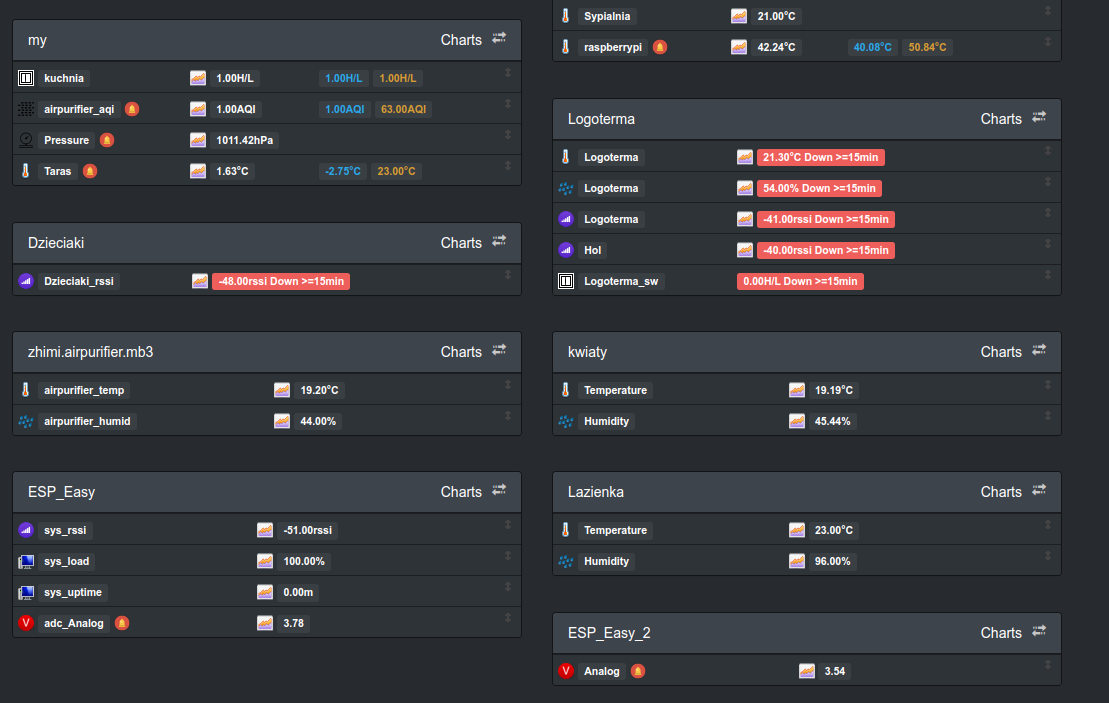 my Charts
kuchnia 1.00H/L 1.00H/L 1.00H/L
airpurifier_aqi 1.00AQI 1.00AQI 63.00AQI
Pressure 1011.42hPa
Taras 1.63°C -2.75°C 23.00°C
Dzieciaki Charts
Dzieciaki_rssi -48.00rssi Down >=15min
zhimi.airpurifier.mb3 Charts
airpurifier_temp 19.20°C
airpurifier_humid 44.00%
ESP_Easy Charts
sys_rssi -51.00rssi
sys_load 100.00%
sys_uptime 0.00m
V adc_Analog 3.78
Sypialnia 21.00°C
raspberrypi 42.24°C 40.08°C 50.84°C
Logoterma Charts
Logoterma 21.30°C Down >=15min
Logoterma 54.00% Down >=15min
Logoterma -41.00rssi Down >=15min
Hol -40.00rssi Down >=15min
Logoterma_sw 0.00H/L Down >=15min
kwiaty Charts
Temperature 19.19°C
Humidity 45.44%
Lazienka Charts
Temperature 23.00°C
Humidity 96.00%
ESP_Easy_2 Charts
V Analog 3.54